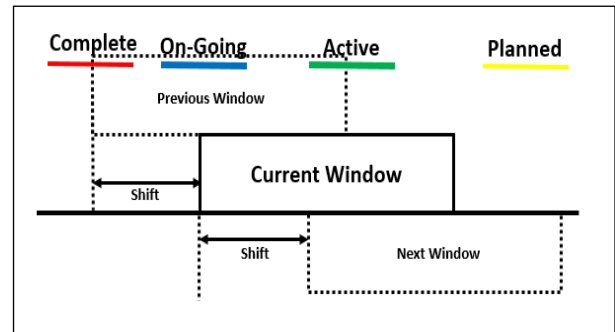 Complete On-Going Active Planned
Previous Window
Current Window
Shift
Shift
Next Window